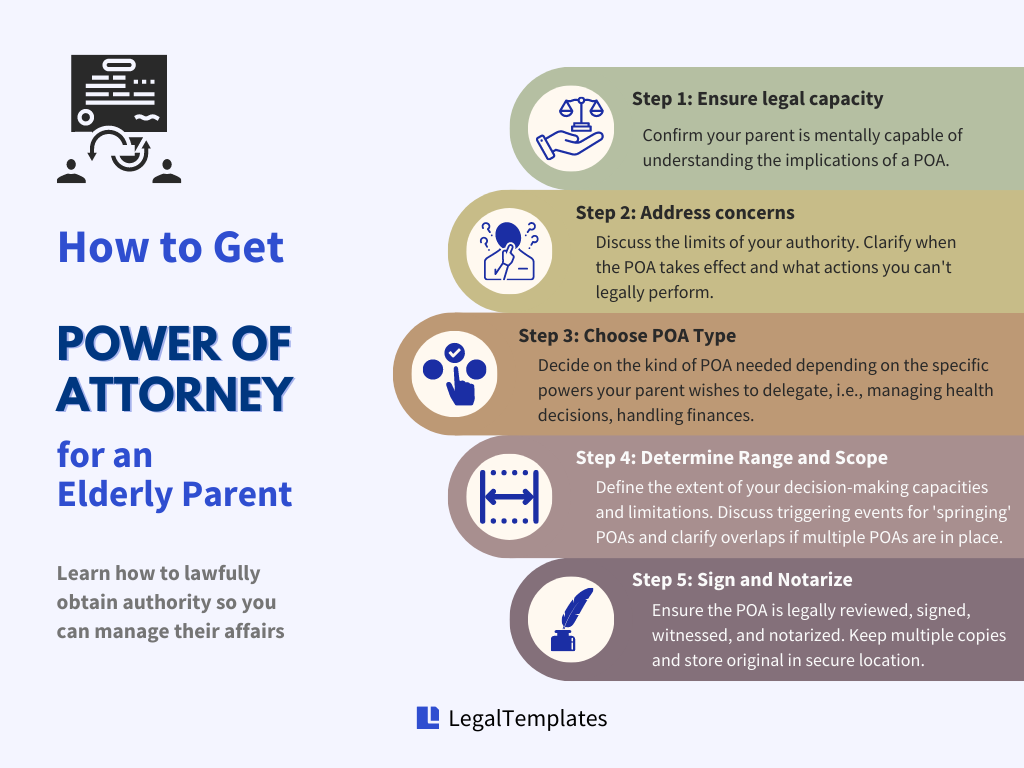 How to Get
POWER OF
ATTORNEY
for an
Elderly Parent
Learn how to lawfully
obtain authority so you
can manage their affairs
Step 1: Ensure legal capacity
Confirm your parent is mentally capable of
understanding the implications of a POA.
Step 2: Address concerns
Discuss the limits of your authority. Clarify when
the POA takes effect and what actions you can't
legally perform.
Step 3: Choose POA Type
Decide on the kind of POA needed depending on the specific
powers your parent wishes to delegate, i.e., managing health
decisions, handling finances.
Step 4: Determine Range and Scope
Define the extent of your decision-making capacities
and limitations. Discuss triggering events for 'springing'
POAs and clarify overlaps if multiple POAs are in place.
Step 5: Sign and Notarize
Ensure the POA is legally reviewed, signed,
witnessed, and notarized. Keep multiple copies
and store original in secure location.
LegalTemplates